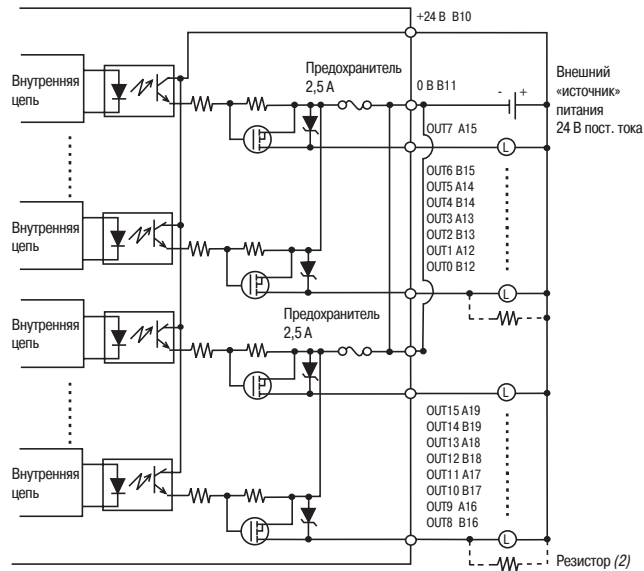 +24 В B10
Внутренняя
цепь
Предохранитель
2,5 А
0 В B11
Внешний
«источник»
питания
24 В пост. тока
- +
OUT7 A15
L
OUT6 B15
OUT5 A14
OUT4 B14
OUT3 A13
OUT2 B13
OUT1 A12
OUT0 B12
Внутренняя
цепь
L
Внутренняя
цепь
Предохранитель
2,5 А
L
OUT15 A19
OUT14 B19
OUT13 A18
OUT12 B18
OUT11 A17
OUT10 B17
OUT9 A16
OUT8 B16
Внутренняя
цепь
L
Резистор (2)